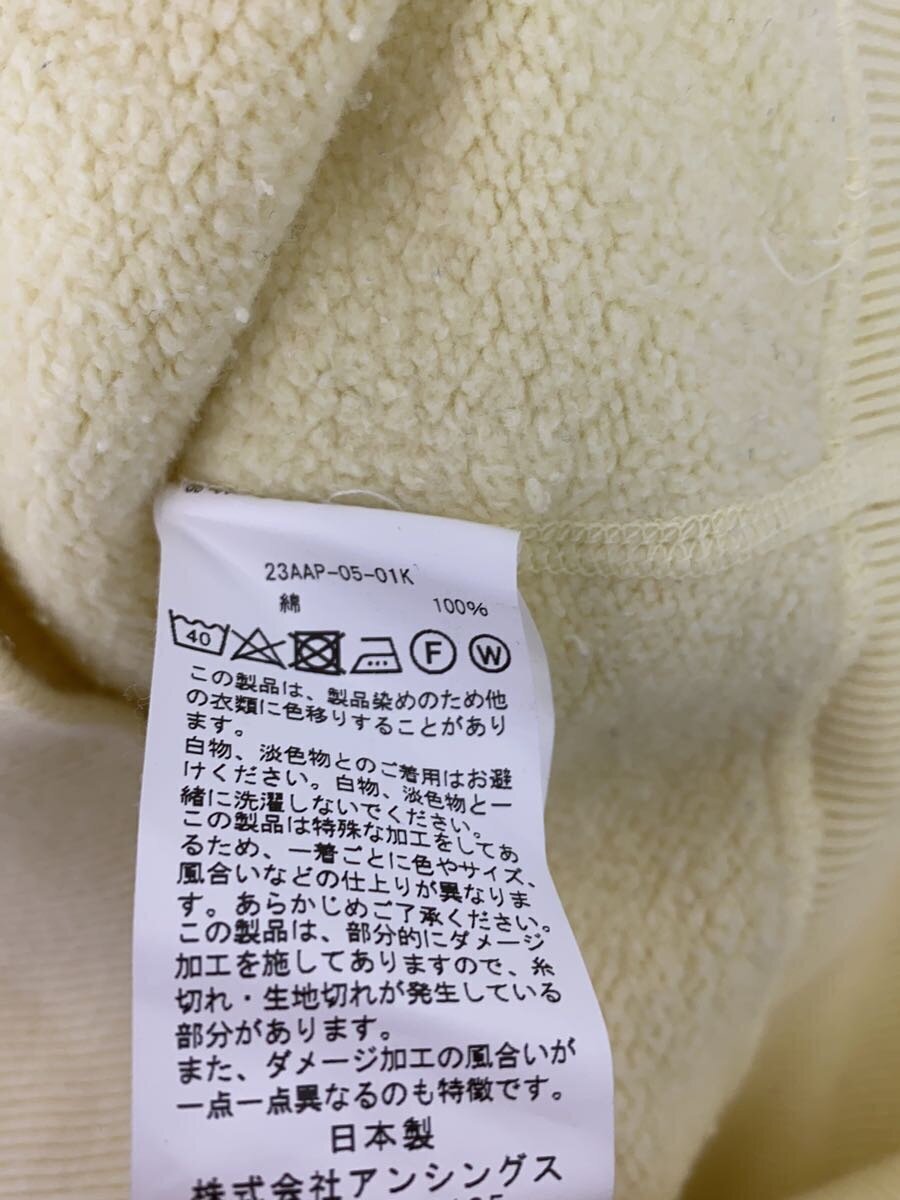 23AAP-05-01K
綿 100%
40 F W
この製品は、製品染めのため他
の衣類に色移りすることがあり
ます。
白物、淡色物とのご着用はお避
けください。白物、淡色物と一
緒に洗濯しないでください。
この製品は特殊な加工をしてあ
るため、一着ごとに色やサイズ、
風合いなどの仕上りが異なりま
す。あらかじめご了承ください。
この製品は、部分的にダメージ
加工を施してありますので、糸
切れ・生地切れが発生している
部分があります。
また、ダメージ加工の風合いが
一点一点異なるのも特徴です。
日本製
株式会社アンシングス